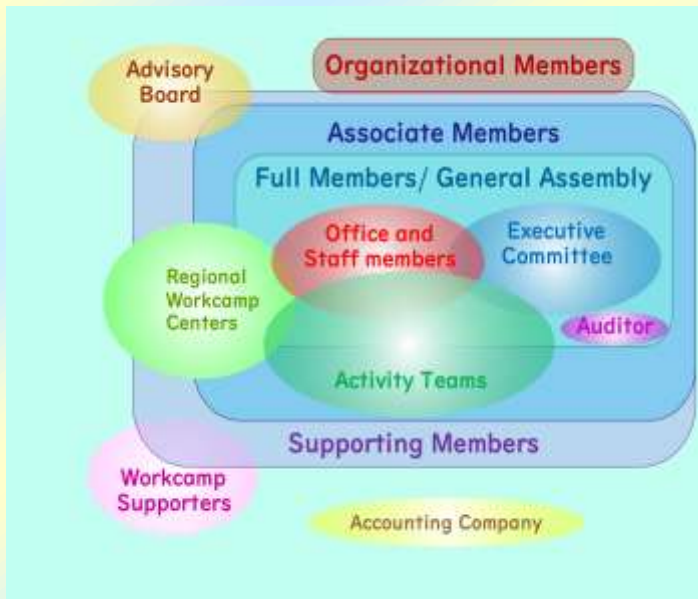 Advisory
Board
Organizational Members
Associate Members
Full Members/ General Assembly
Office and
Staff members
Executive
Committee
Regional
Workcamp
Centers
Auditor
Activity Teams
Supporting Members
Workcamp
Supporters
Accounting Company